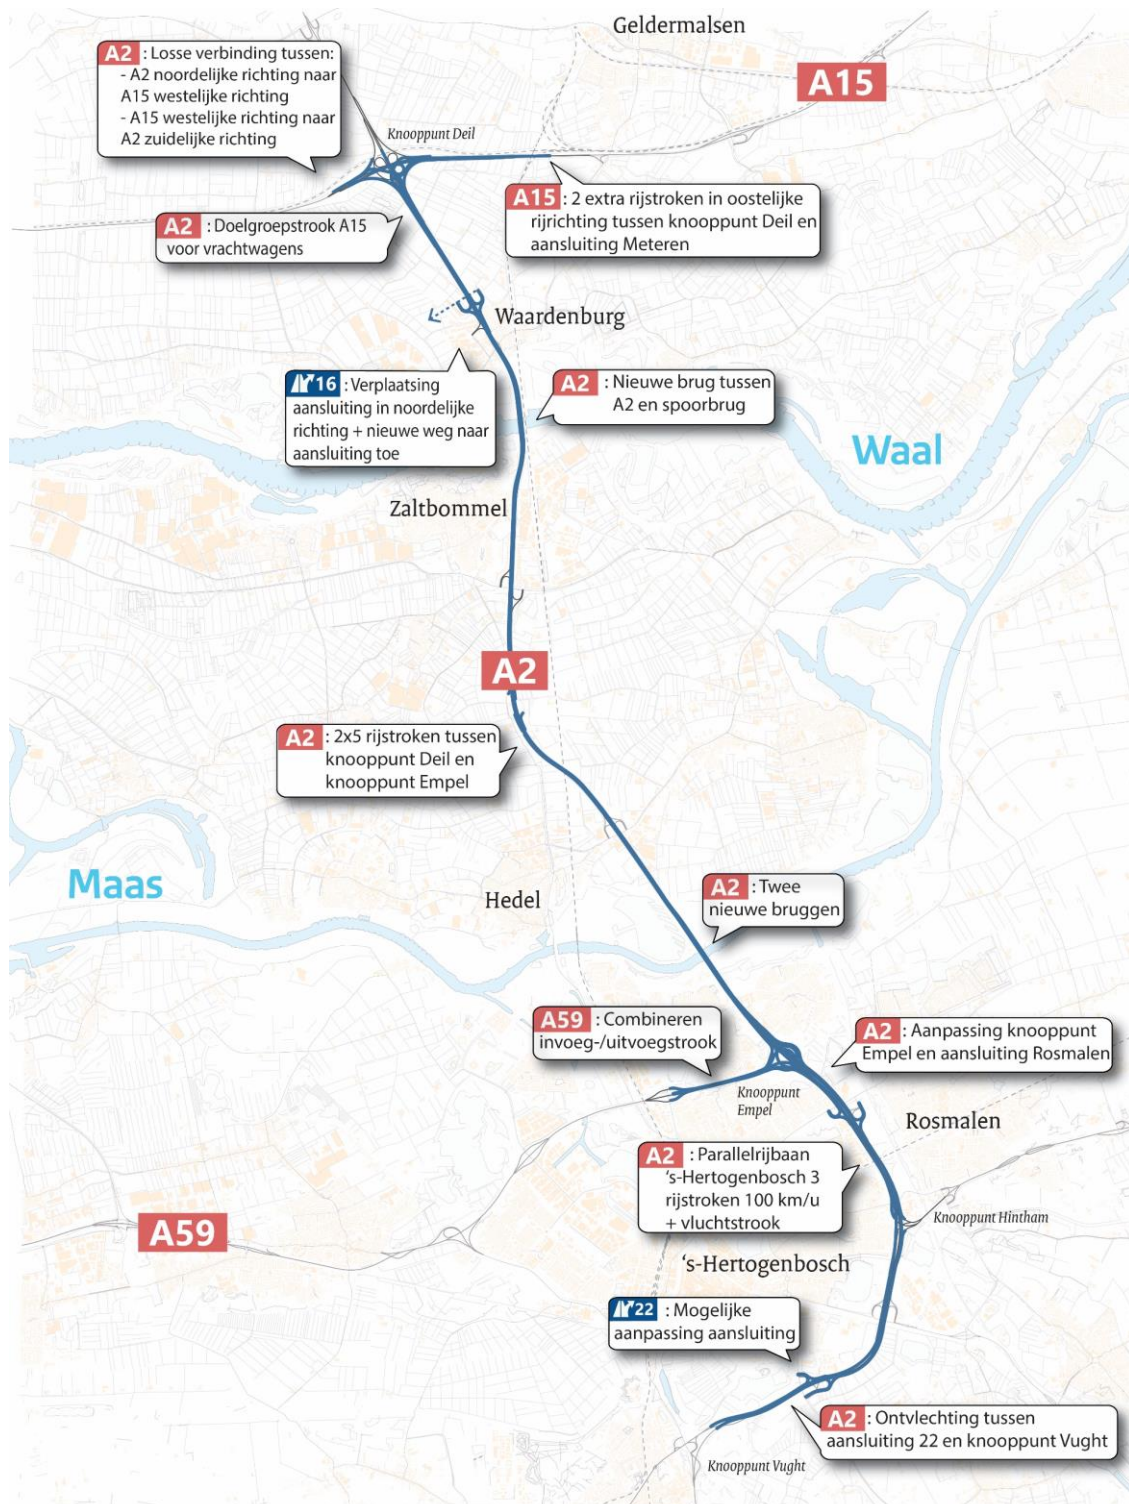 Geldermalsen
A2 : Losse verbinding tussen:
- A2 noordelijke richting naar
A15 westelijke richting
- A15 westelijke richting naar
A2 zuidelijke richting
A15
Knooppunt Deil
A15 : 2 extra rijstroken in oostelijke
rijrichting tussen knooppunt Deil en
aansluiting Meteren
A2 : Doelgroepstrook A15
voor vrachtwagens
Waardenburg
16 : Verplaatsing
aansluiting in noordelijke
richting + nieuwe weg naar
aansluiting toe
A2 : Nieuwe brug tussen
A2 en spoorbrug
Waal
Zaltbommel
A2
A2 : 2x5 rijstroken tussen
knooppunt Deil en
knooppunt Empel
Maas
Hedel
A2 : Twee
nieuwe bruggen
A59 : Combineren
invoeg-/uitvoegstrook
A2 : Aanpassing knooppunt
Empel en aansluiting Rosmalen
Knooppunt
Empel
Rosmalen
A2 : Parallelrijbaan
‘s-Hertogenbosch 3
rijstroken 100 km/u
+ vluchtstrook
Knooppunt Hintham
A59
‘s-Hertogenbosch
22 : Mogelijke
aanpassing aansluiting
A2 : Ontvlechting tussen
aansluiting 22 en knooppunt Vught
Knooppunt Vught